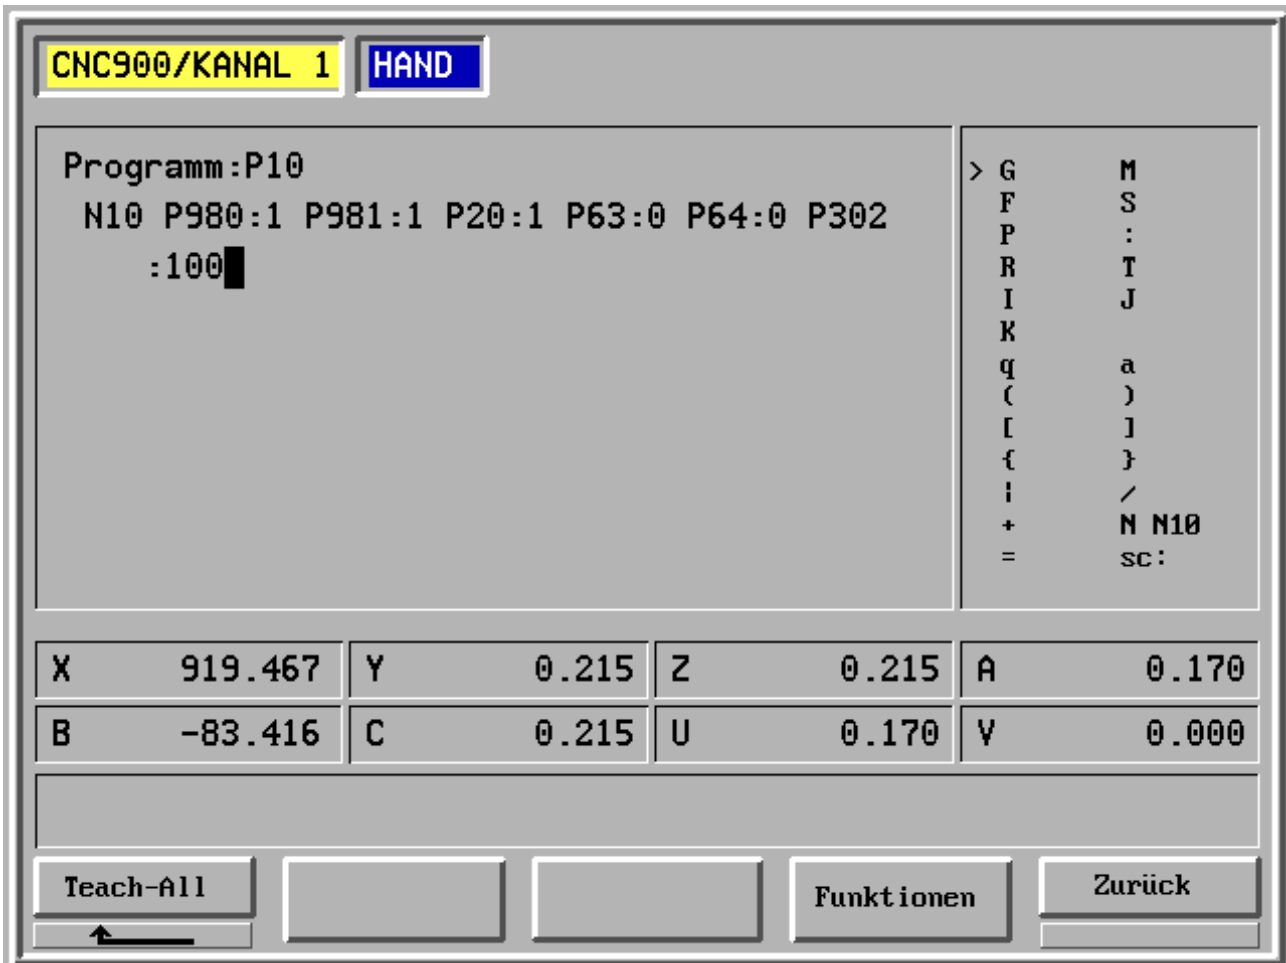 CNC900/KANAL 1 HAND
Programm:P10
N10 P980:1 P981:1 P20:1 P63:0 P64:0 P302
:100
> G M
F S
P :
R T
I J
K
q a
( )
[ ]
{ }
¦ /
+ N N10
= sc:
X 919.467 Y 0.215 Z 0.215 A 0.170
B -83.416 C 0.215 U 0.170 V 0.000
Teach-All Funktionen Zurück